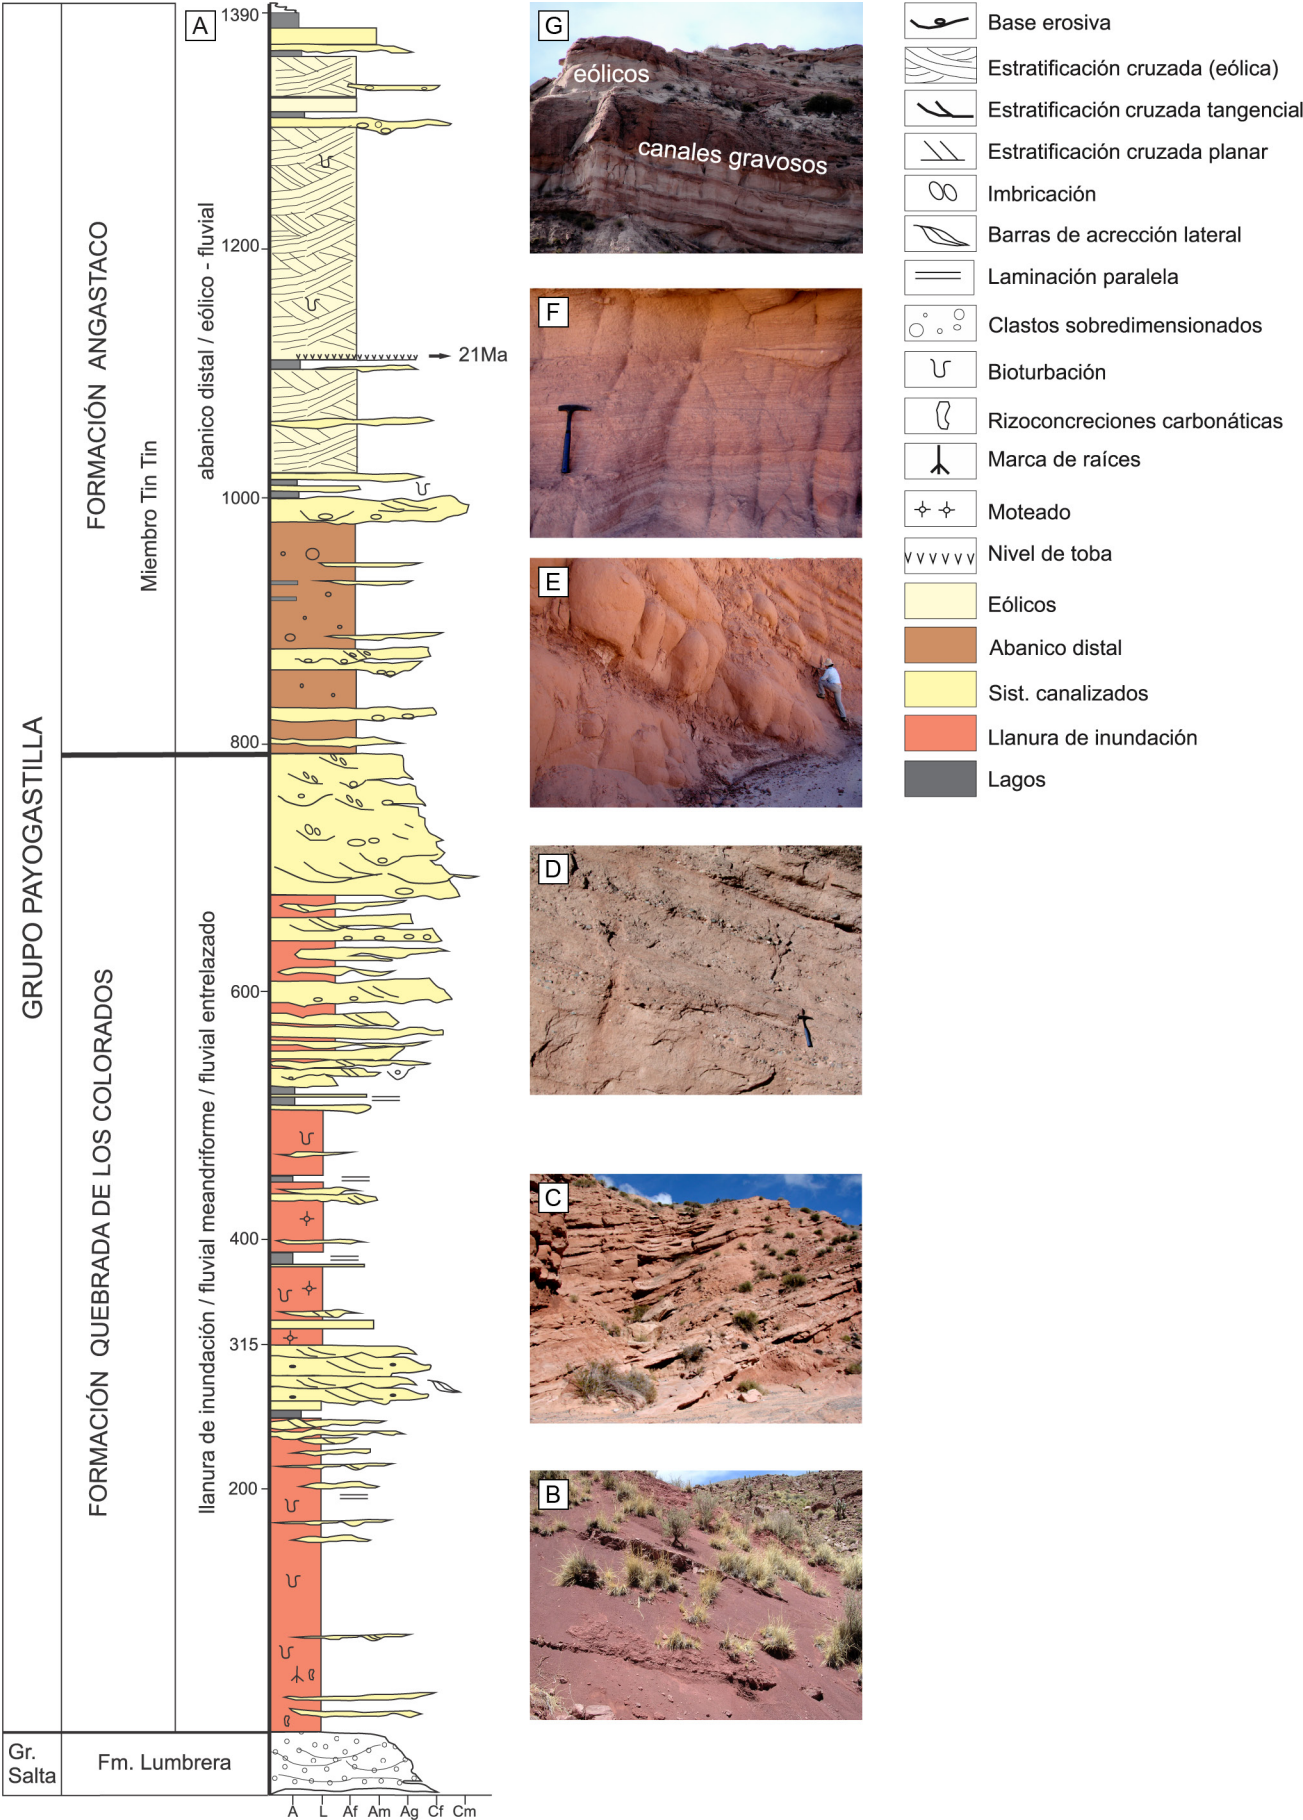 A
1390
1200
21Ma
1000
800
600
400
315
200
GRUPO PAYOGASTILLA
FORMACIÓN ANGASTACO
Miembro Tin Tin
abanico distal / eólico - fluvial
FORMACIÓN QUEBRADA DE LOS COLORADOS
llanura de inundación / fluvial meandriforme / fluvial entrelazado
Gr.
Salta
Fm. Lumbrera
A L Af Am Ag Cf Cm
G
eólicos
canales gravosos
F
E
D
C
B
Base erosiva
Estratificación cruzada (eólica)
Estratificación cruzada tangencial
Estratificación cruzada planar
Imbricación
Barras de acrección lateral
Laminación paralela
Clastos sobredimensionados
Bioturbación
Rizoconcreciones carbonáticas
Marca de raíces
Moteado
Nivel de toba
Eólicos
Abanico distal
Sist. canalizados
Llanura de inundación
Lagos